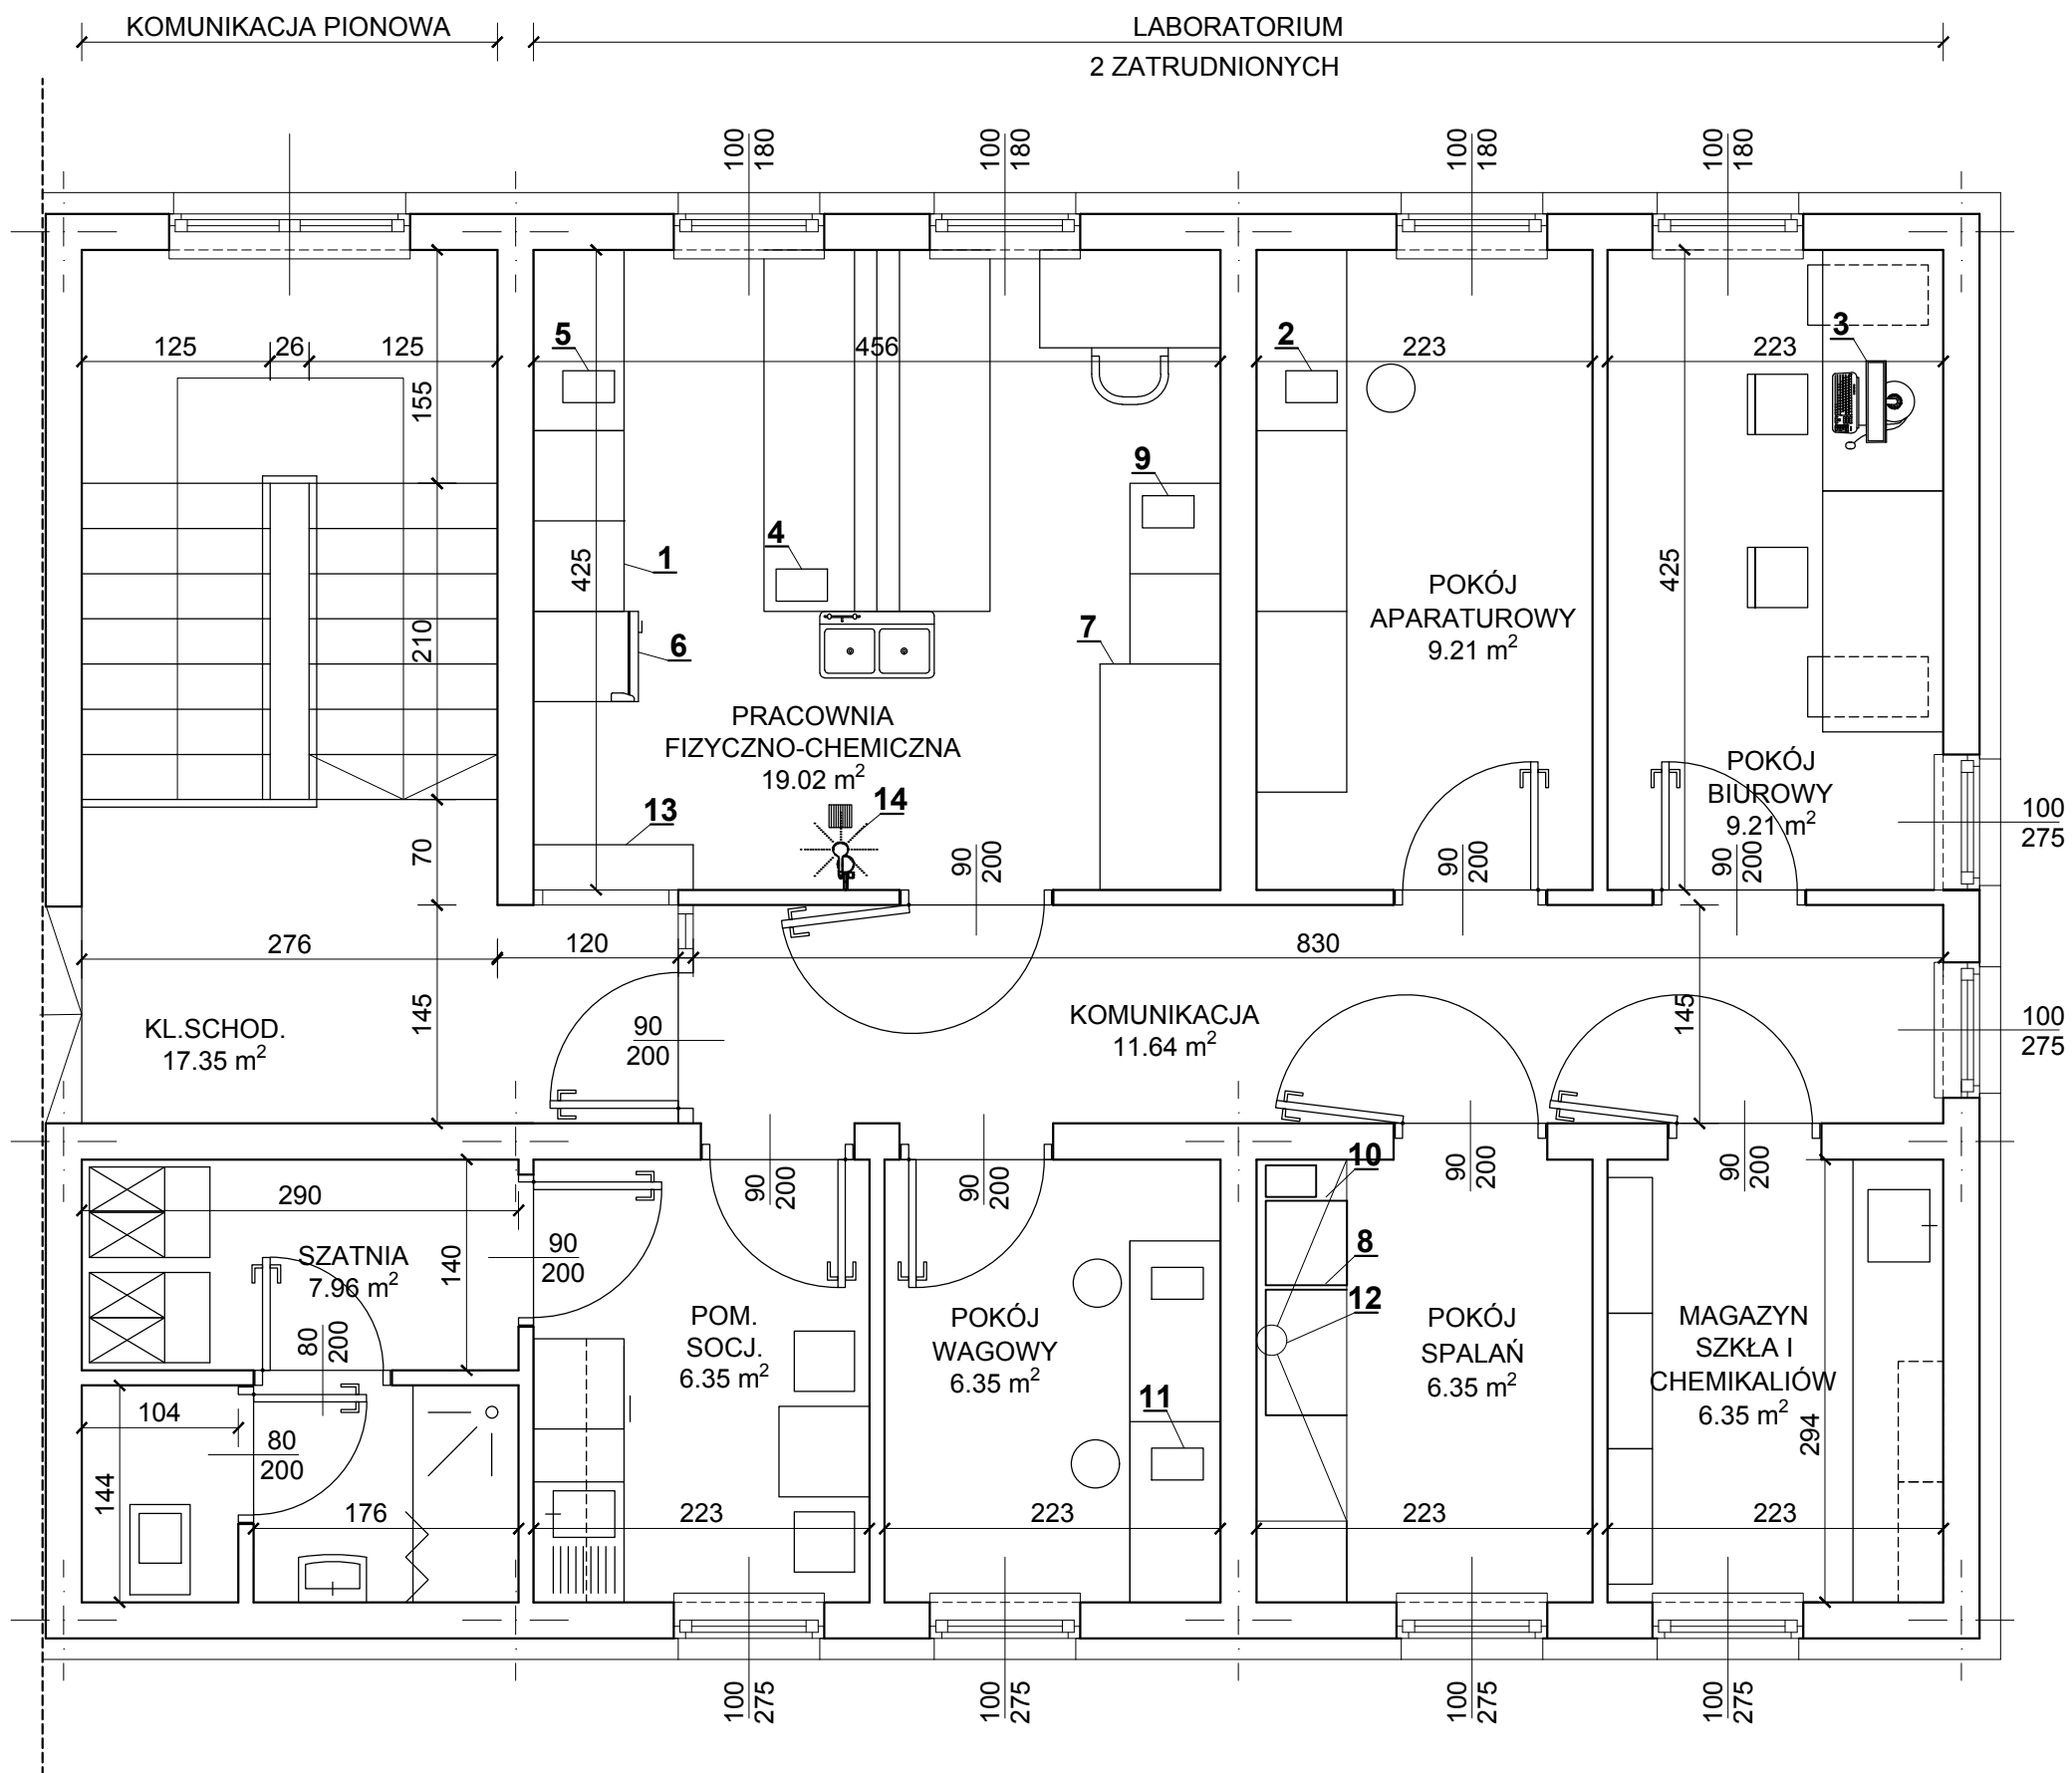 KOMUNIKACJA PIONOWA
LABORATORIUM
2 ZATRUDNIONYCH
100
180
100
180
100
180
100
180
125
26
125
155
5
456
2
223
223
3
9
4
425
1
425
POKÓJ
APARATUROWY
9.21 m²
210
6
7
PRACOWNIA
FIZYCZNO-CHEMICZNA
19.02 m²
POKÓJ
BIUROWY
9.21 m²
13
14
70
90
200
90
200
90
200
100
275
276
120
830
145
KL.SCHOD.
17.35 m²
90
200
KOMUNIKACJA
11.64 m²
145
100
275
290
140
90
200
90
200
90
200
10
90
200
90
200
SZATNIA
7.96 m²
8
12
80
200
POM.
SOCJ.
6.35 m²
POKÓJ
WAGOWY
6.35 m²
POKÓJ
SPALAŃ
6.35 m²
MAGAZYN
SZKŁA I
CHEMIKALIÓW
6.35 m²
11
104
80
200
294
144
176
223
223
223
223
100
275
100
275
100
275
100
275